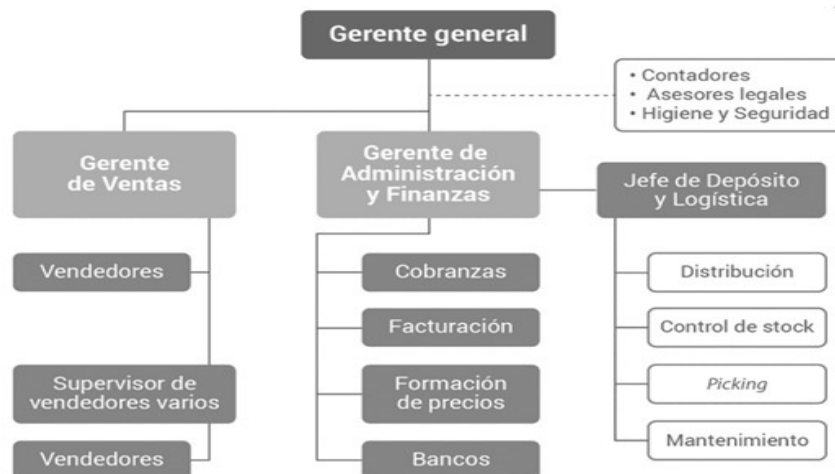 Gerente general
• Contadores
• Asesores legales
• Higiene y Seguridad
Gerente
de Ventas
Gerente de
Administración
y Finanzas
Jefe de Depósito
y Logística
Vendedores
Cobranzas
Distribución
Facturación
Control de stock
Supervisor de
vendedores varios
Formación
de precios
Picking
Vendedores
Bancos
Mantenimiento